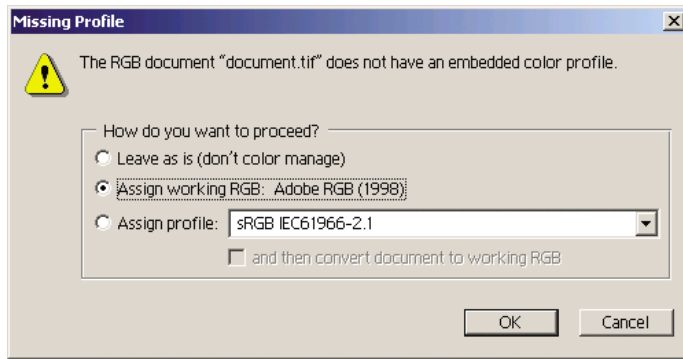 Missing Profile
The RGB document “document.tif” does not have an embedded color profile.
How do you want to proceed?
Leave as is (don't color manage)
Assign working RGB: Adobe RGB (1998)
Assign profile: sRGB IEC61966-2.1
and then convert document to working RGB
OK Cancel